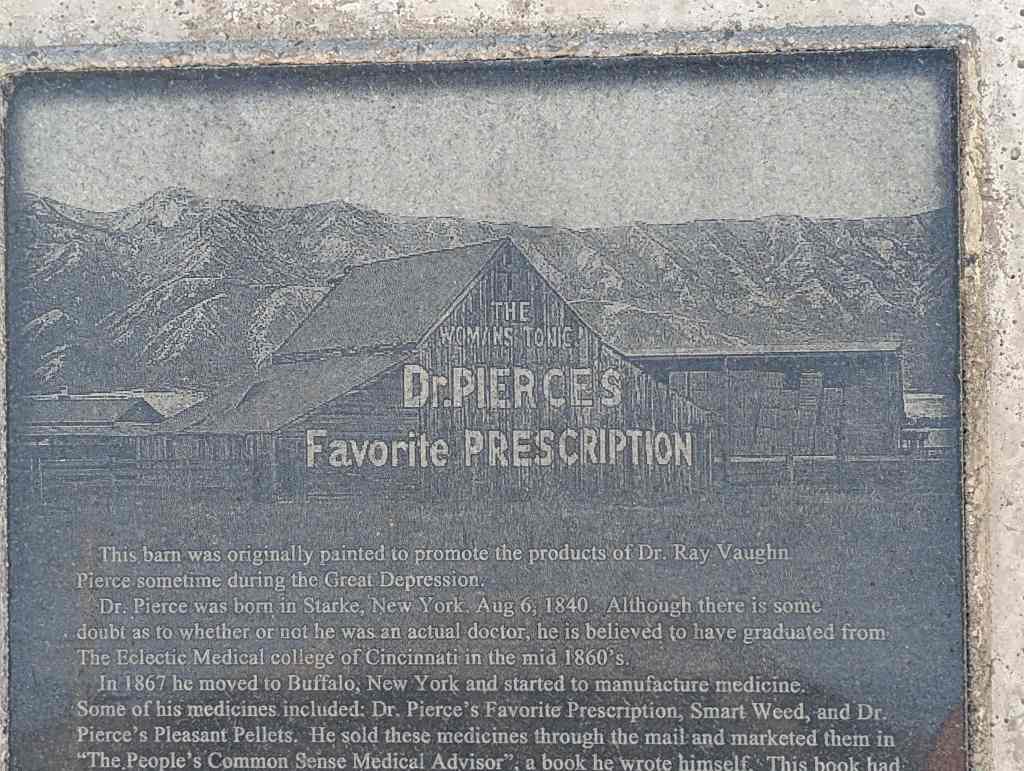 THE
WOMANS TONIC!
Dr. PIERCES
Favorite PRESCRIPTION
This barn was originally painted to promote the products of Dr. Ray Vaughn
Pierce sometime during the Great Depression.
Dr. Pierce was born in Starke, New York. Aug 6, 1840. Although there is some
doubt as to whether or not he was an actual doctor, he is believed to have graduated from
The Eclectic Medical college of Cincinnati in the mid 1860's.
In 1867 he moved to Buffalo, New York and started to manufacture medicine.
Some of his medicines included: Dr. Pierce's Favorite Prescription, Smart Weed, and Dr.
Pierce's Pleasant Pellets. He sold these medicines through the mail and marketed them in
"The People's Common Sense Medical Advisor", a book he wrote himself. This book had